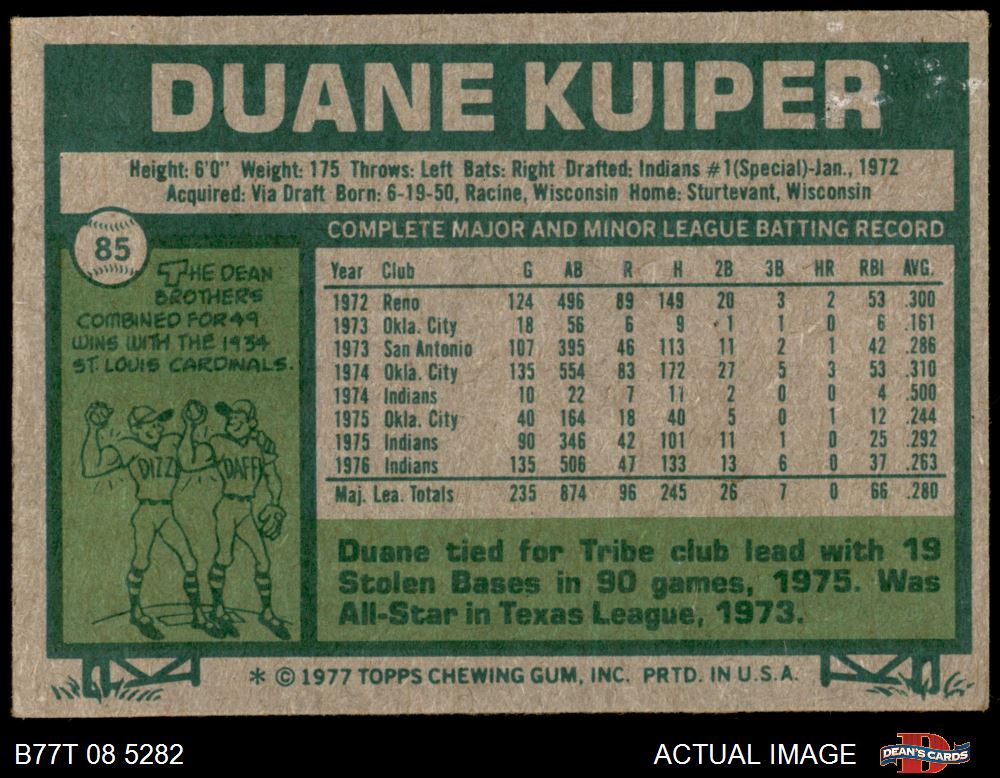 DUANE KUIPER
Height: 6'0" Weight: 175 Throws: Left Bats: Right Drafted: Indians #1(Special)-Jan., 1972
Acquired: Via Draft Born: 6-19-50, Racine, Wisconsin Home: Sturtevant, Wisconsin
85
THE DEAN
BROTHERS
COMBINED FOR 49
WINS WITH THE 1934
ST. LOUIS CARDINALS.
DIZZ DAFF
COMPLETE MAJOR AND MINOR LEAGUE BATTING RECORD
Year Club G AB R H 2B 3B HR RBI AVG.
1972 Reno 124 496 89 149 20 3 2 53 .300
1973 Okla. City 18 56 6 9 1 1 0 6 .161
1973 San Antonio 107 395 46 113 11 2 1 42 .286
1974 Okla. City 135 554 83 172 27 5 3 53 .310
1974 Indians 10 22 7 11 2 0 0 4 .500
1975 Okla. City 40 164 18 40 5 0 1 12 .244
1975 Indians 90 346 42 101 11 1 0 25 .292
1976 Indians 135 506 47 133 13 6 0 37 .263
Maj. Lea. Totals 235 874 96 245 26 7 0 66 .280
Duane tied for Tribe club lead with 19
Stolen Bases in 90 games, 1975. Was
All-Star in Texas League, 1973.
* © 1977 TOPPS CHEWING GUM, INC. PRTD. IN U.S.A.
B77T 08 5282
ACTUAL IMAGE
D
DEAN'S CARDS